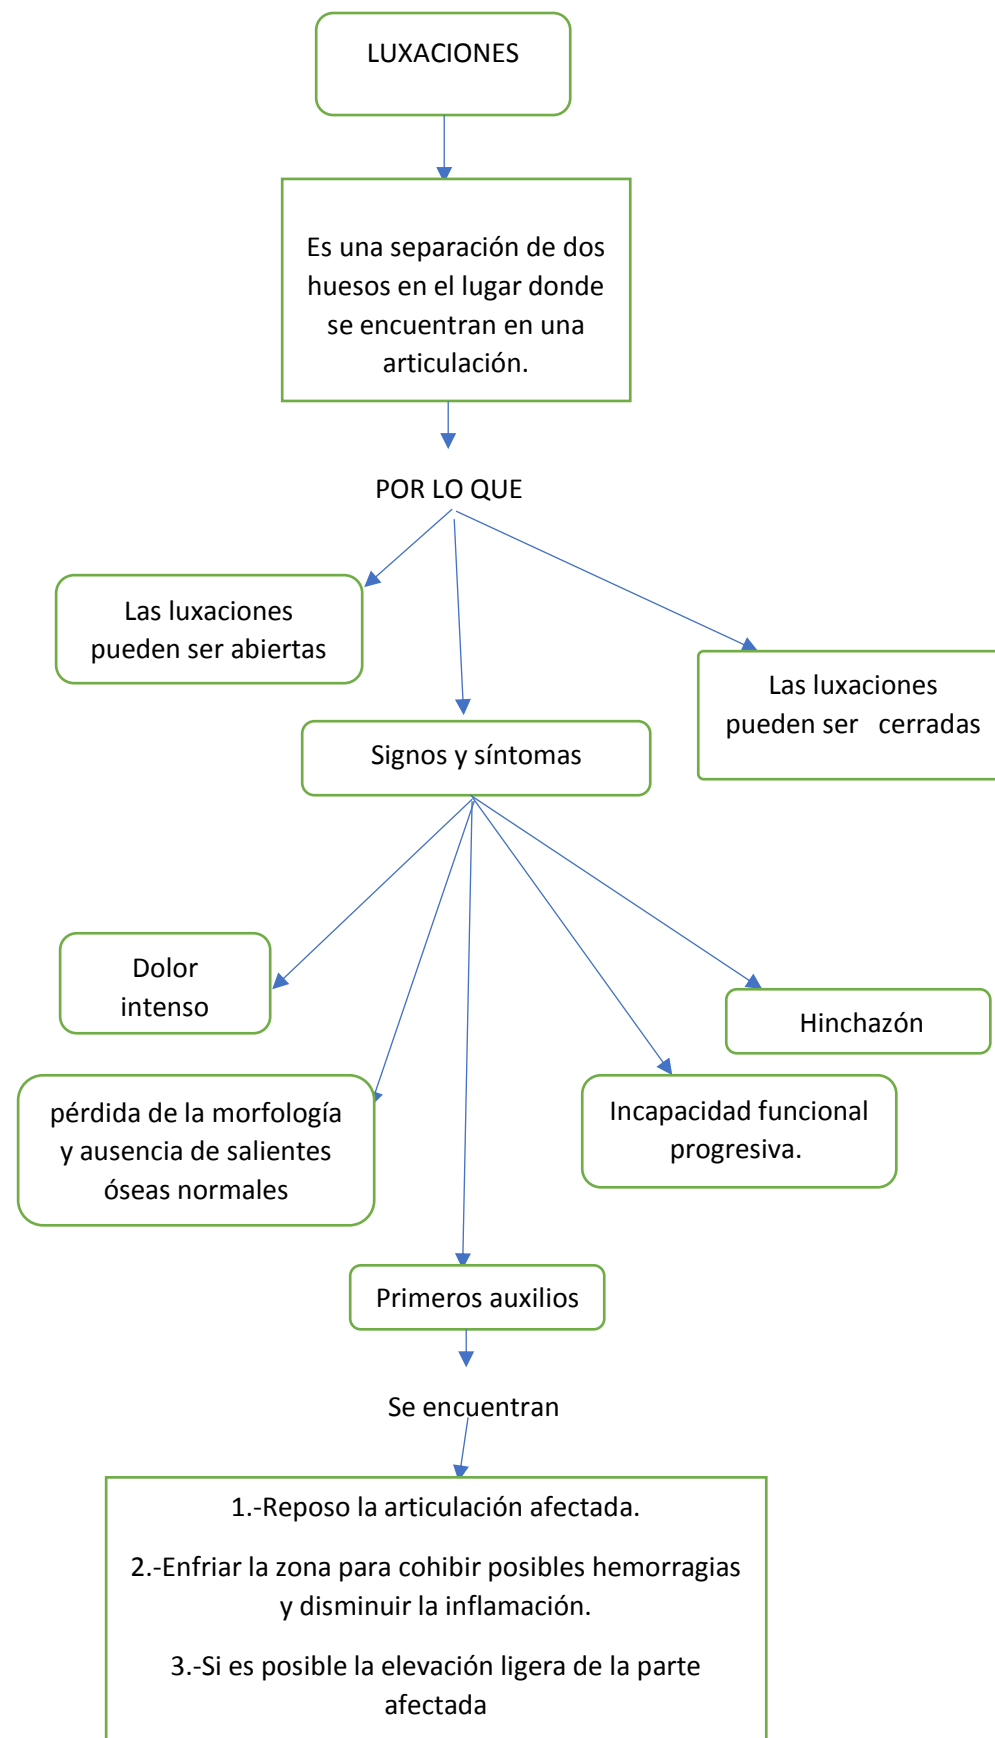 LUXACIONES
Es una separación de dos
huesos en el lugar donde
se encuentran en una
articulación.
POR LO QUE
Las luxaciones
pueden ser abiertas
Las luxaciones
pueden ser cerradas
Signos y síntomas
Dolor
intenso
Hinchazón
pérdida de la morfología
y ausencia de salientes
óseas normales
Incapacidad funcional
progresiva.
Primeros auxilios
Se encuentran
1.-Reposo la articulación afectada.
2.-Enfriar la zona para cohibir posibles hemorragias
y disminuir la inflamación.
3.-Si es posible la elevación ligera de la parte
afectada